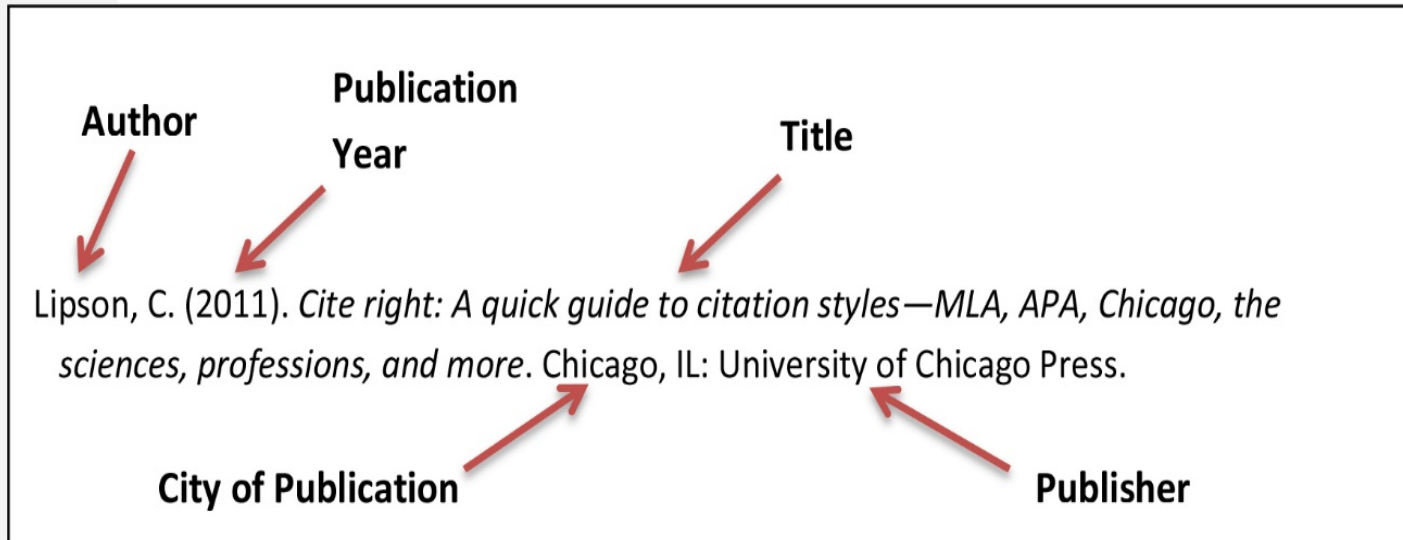 Author
Publication
Year
Title
Lipson, C. (2011). Cite right: A quick guide to citation styles—MLA, APA, Chicago, the
sciences, professions, and more. Chicago, IL: University of Chicago Press.
City of Publication
Publisher